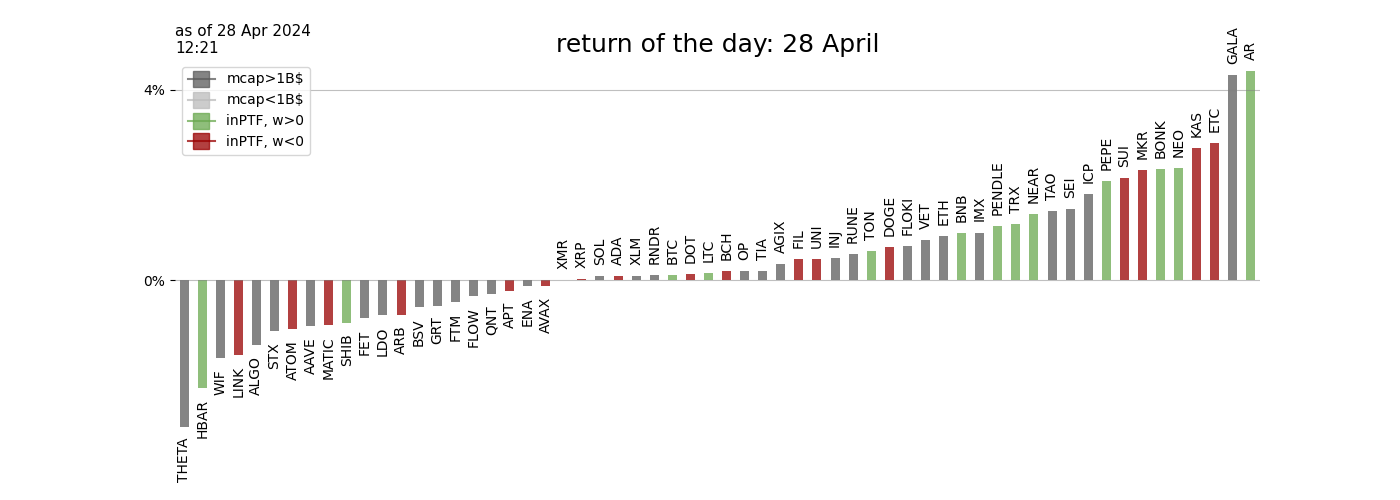 as of 28 Apr 2024
12:21
return of the day: 28 April
mcap>1B$
mcap<1B$
inPTF, w>0
inPTF, w<0
4%
0%
THETA
HBAR
WIF
LINK
ALGO
STX
ATOM
AAVE
MATIC
SHIB
FET
LDO
ARB
BSV
GRT
FTM
FLOW
QNT
APT
ENA
AVAX
XMR
XRP
SOL
ADA
XLM
RNDR
BTC
DOT
LTC
BCH
OP
TIA
AGIX
FIL
UNI
INJ
RUNE
TON
DOGE
FLOKI
VET
ETH
BNB
IMX
PENDLE
TRX
NEAR
TAO
SEI
ICP
PEPE
SUI
MKR
BONK
NEO
KAS
ETC
GALA
AR